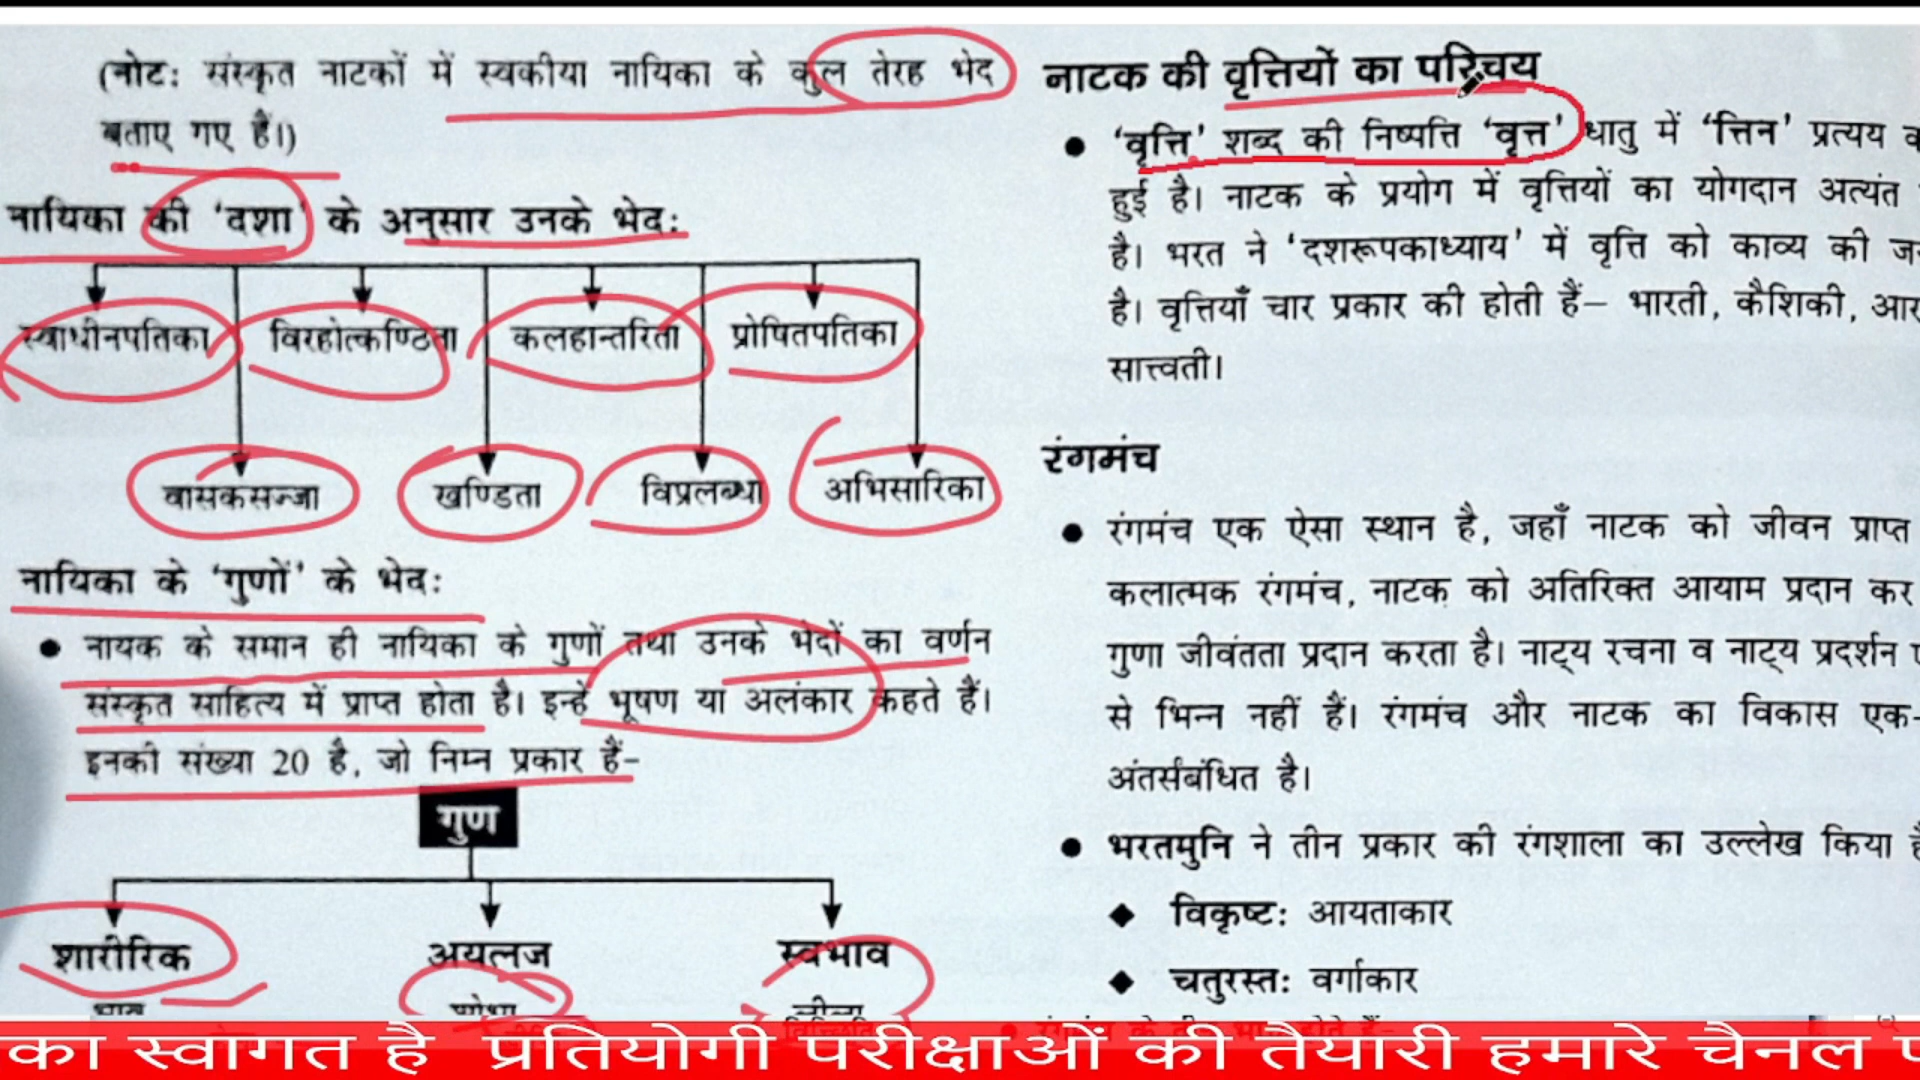 (नोट: संस्कृत नाटकों में स्वकीया नायिका के कुल तेरह भेद
बताए गए हैं।)
नायिका की 'दशा' के अनुसार उनके भेद:
स्वाधीनपतिका विरहोत्कण्ठिता कलहान्तरिता प्रोषितपतिका
वासकसज्जा खण्डिता विप्रलब्धा अभिसारिका
नायिका के 'गुणों' के भेद:
● नायक के समान ही नायिका के गुणों तथा उनके भेदों का वर्णन
संस्कृत साहित्य में प्राप्त होता है। इन्हें भूषण या अलंकार कहते हैं।
इनकी संख्या 20 है, जो निम्न प्रकार हैं-
गुण
शारीरिक अयत्नज स्वभाव
भाव शोभा लीला
नाटक की वृत्तियों का परिचय
● 'वृत्ति' शब्द की निष्पत्ति 'वृत्त' धातु में 'त्तिन' प्रत्यय
हुई है। नाटक के प्रयोग में वृत्तियों का योगदान अत्यंत
है। भरत ने 'दशरूपकाध्याय' में वृत्ति को काव्य की
है। वृत्तियाँ चार प्रकार की होती हैं– भारती, कैशिकी,
सात्त्वती।
रंगमंच
● रंगमंच एक ऐसा स्थान है, जहाँ नाटक को जीवन प्राप्त
कलात्मक रंगमंच, नाटक को अतिरिक्त आयाम प्रदान कर
गुणा जीवंतता प्रदान करता है। नाट्य रचना व नाट्य प्रदर्शन
से भिन्न नहीं हैं। रंगमंच और नाटक का विकास एक-
अंतर्संबंधित है।
● भरतमुनि ने तीन प्रकार की रंगशाला का उल्लेख किया
◆ विकृष्ट: आयताकार
◆ चतुरस्त: वर्गाकार
का स्वागत है प्रतियोगी परीक्षाओं की तैयारी हमारे चैनल